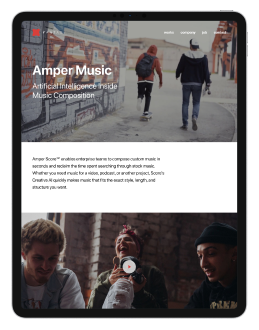 works company lab contact
Amper Music
Artificial Intelligence Inside
Music Composition
Amper Score™ enables enterprise teams to compose custom music in
seconds and reclaim the time spent searching through stock music.
Whether you need music for a video, podcast, or another project, Score's
Creative AI quickly makes music that fits the exact style, length, and
structure you want.